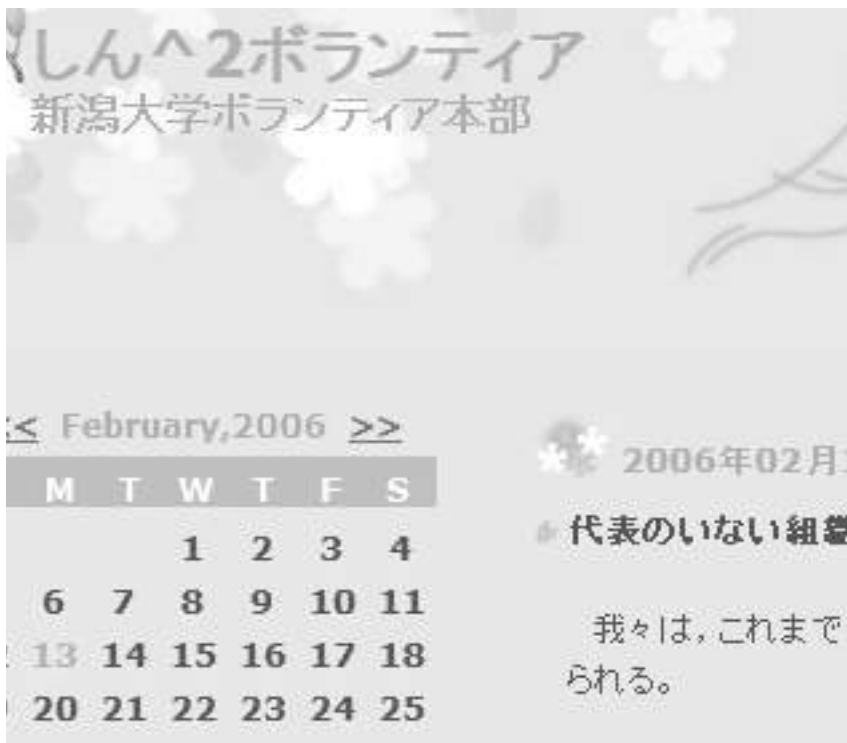 しん^2ボランティア
新潟大学ボランティア本部
<< February,2006 >>
M T W T F S
1 2 3 4
6 7 8 9 10 11
13 14 15 16 17 18
20 21 22 23 24 25
2006年02月
代表のいない組織
我々は，これまで
られる。